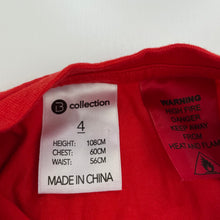 B collection
4
HEIGHT: 108CM
CHEST: 60CM
WAIST: 56CM
MADE IN CHINA
WARNING
HIGH FIRE
DANGER
KEEP AWAY
FROM
HEAT AND FLAME